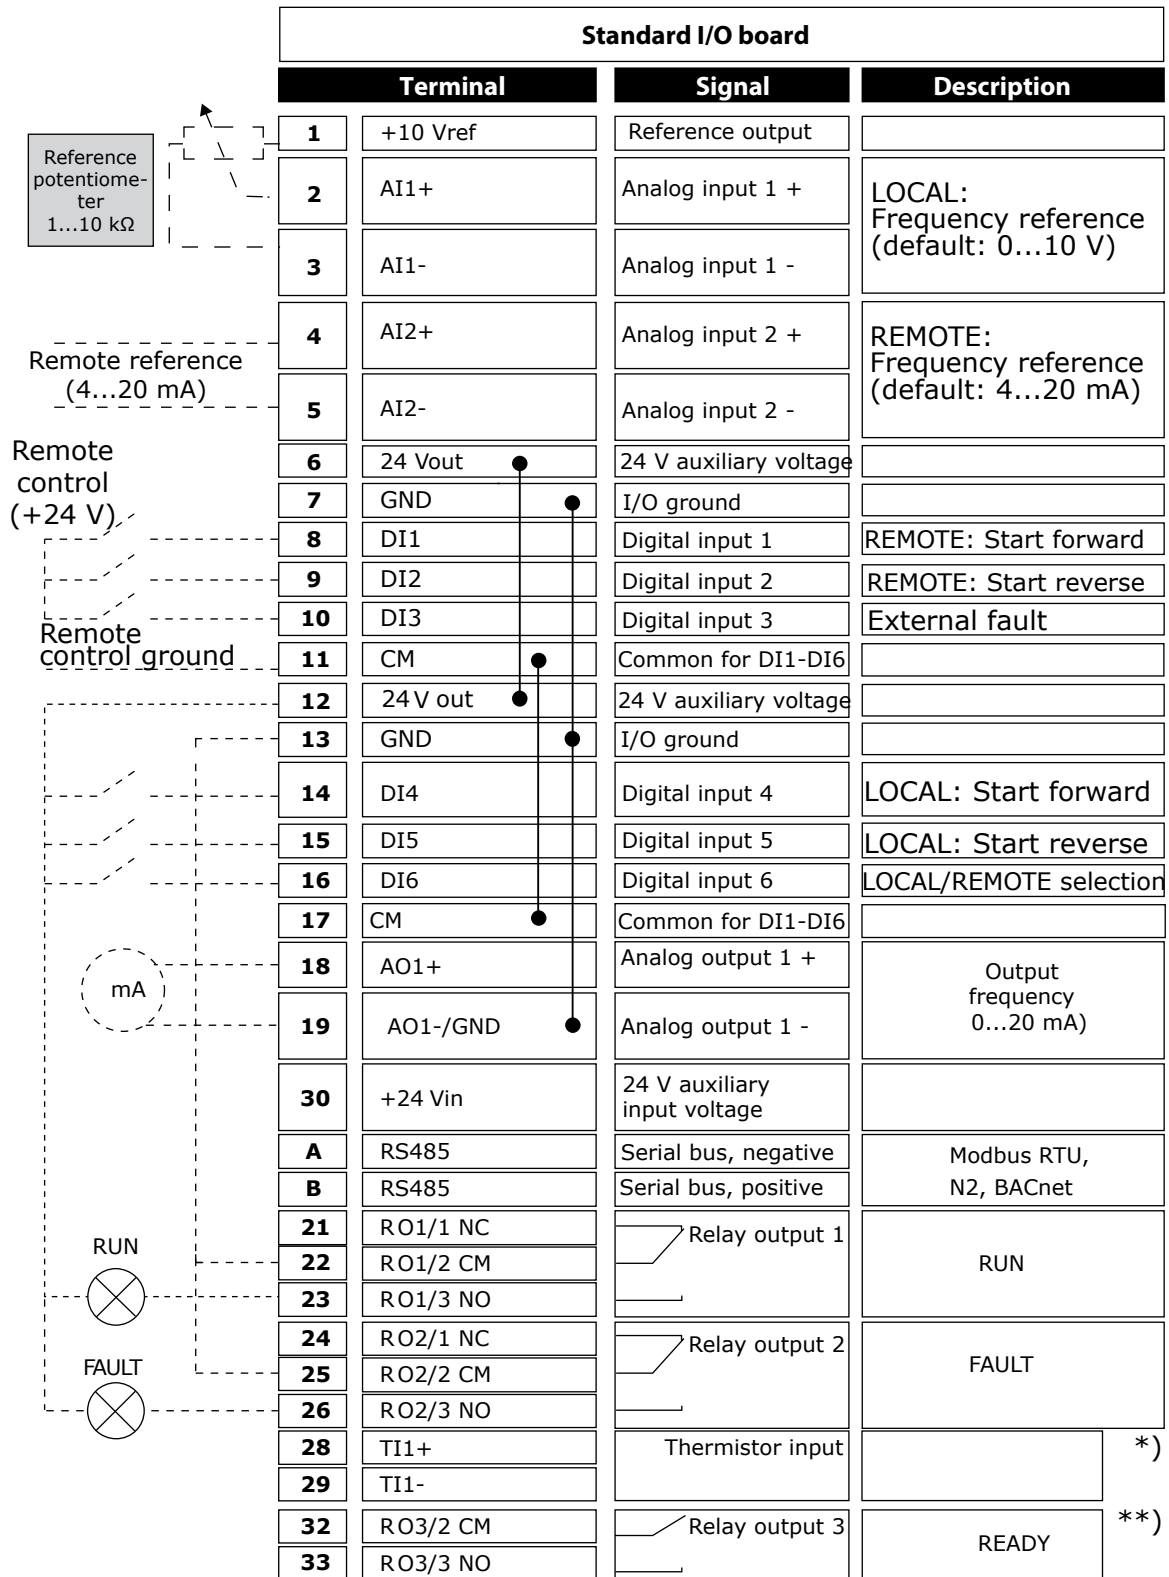 Standard I/O board
Terminal Signal Description
1 +10 Vref Reference output
Reference
potentiome-
ter
1...10 kΩ
2 AI1+ Analog input 1 +
3 AI1- Analog input 1 -
LOCAL:
Frequency reference
(default: 0...10 V)
4 AI2+ Analog input 2 +
Remote reference
(4...20 mA)
5 AI2- Analog input 2 -
REMOTE:
Frequency reference
(default: 4...20 mA)
Remote
control
(+24 V)
6 24 Vout 24 V auxiliary voltage
7 GND I/O ground
8 DI1 Digital input 1 REMOTE: Start forward
9 DI2 Digital input 2 REMOTE: Start reverse
10 DI3 Digital input 3 External fault
Remote
control ground
11 CM Common for DI1-DI6
12 24 V out 24 V auxiliary voltage
13 GND I/O ground
14 DI4 Digital input 4 LOCAL: Start forward
15 DI5 Digital input 5 LOCAL: Start reverse
16 DI6 Digital input 6 LOCAL/REMOTE selection
17 CM Common for DI1-DI6
18 AO1+ Analog output 1 +
mA
19 AO1-/GND Analog output 1 -
Output
frequency
0...20 mA)
30 +24 Vin 24 V auxiliary
input voltage
A RS485 Serial bus, negative
B RS485 Serial bus, positive
Modbus RTU,
N2, BACnet
21 RO1/1 NC Relay output 1
RUN
22 RO1/2 CM RUN
23 RO1/3 NO
24 RO2/1 NC Relay output 2
FAULT
25 RO2/2 CM FAULT
26 RO2/3 NO
28 TI1+ Thermistor input *)
29 TI1-
32 RO3/2 CM Relay output 3 READY **)
33 RO3/3 NO